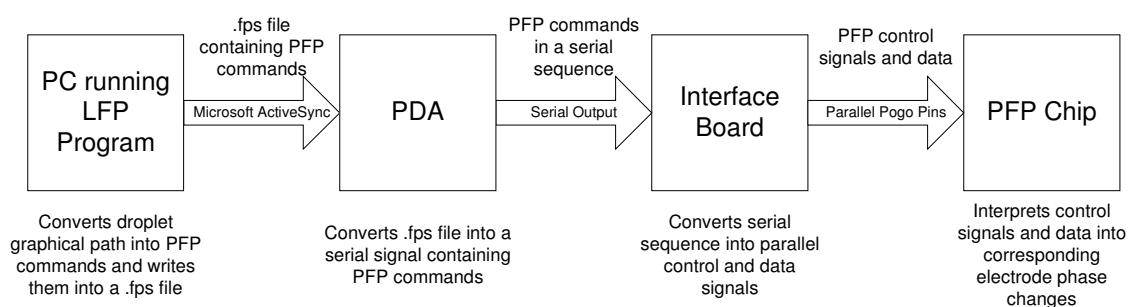 .fps file
containing PFP
commands
PFP commands
in a serial
sequence
PFP control
signals and data
PC running
LFP
Program
Microsoft ActiveSync
PDA
Serial Output
Interface
Board
Parallel Pogo Pins
PFP Chip
Converts droplet
graphical path into PFP
commands and writes
them into a .fps file
Converts .fps file into a
serial signal containing
PFP commands
Converts serial
sequence into parallel
control and data
signals
Interprets control
signals and data into
corresponding
electrode phase
changes